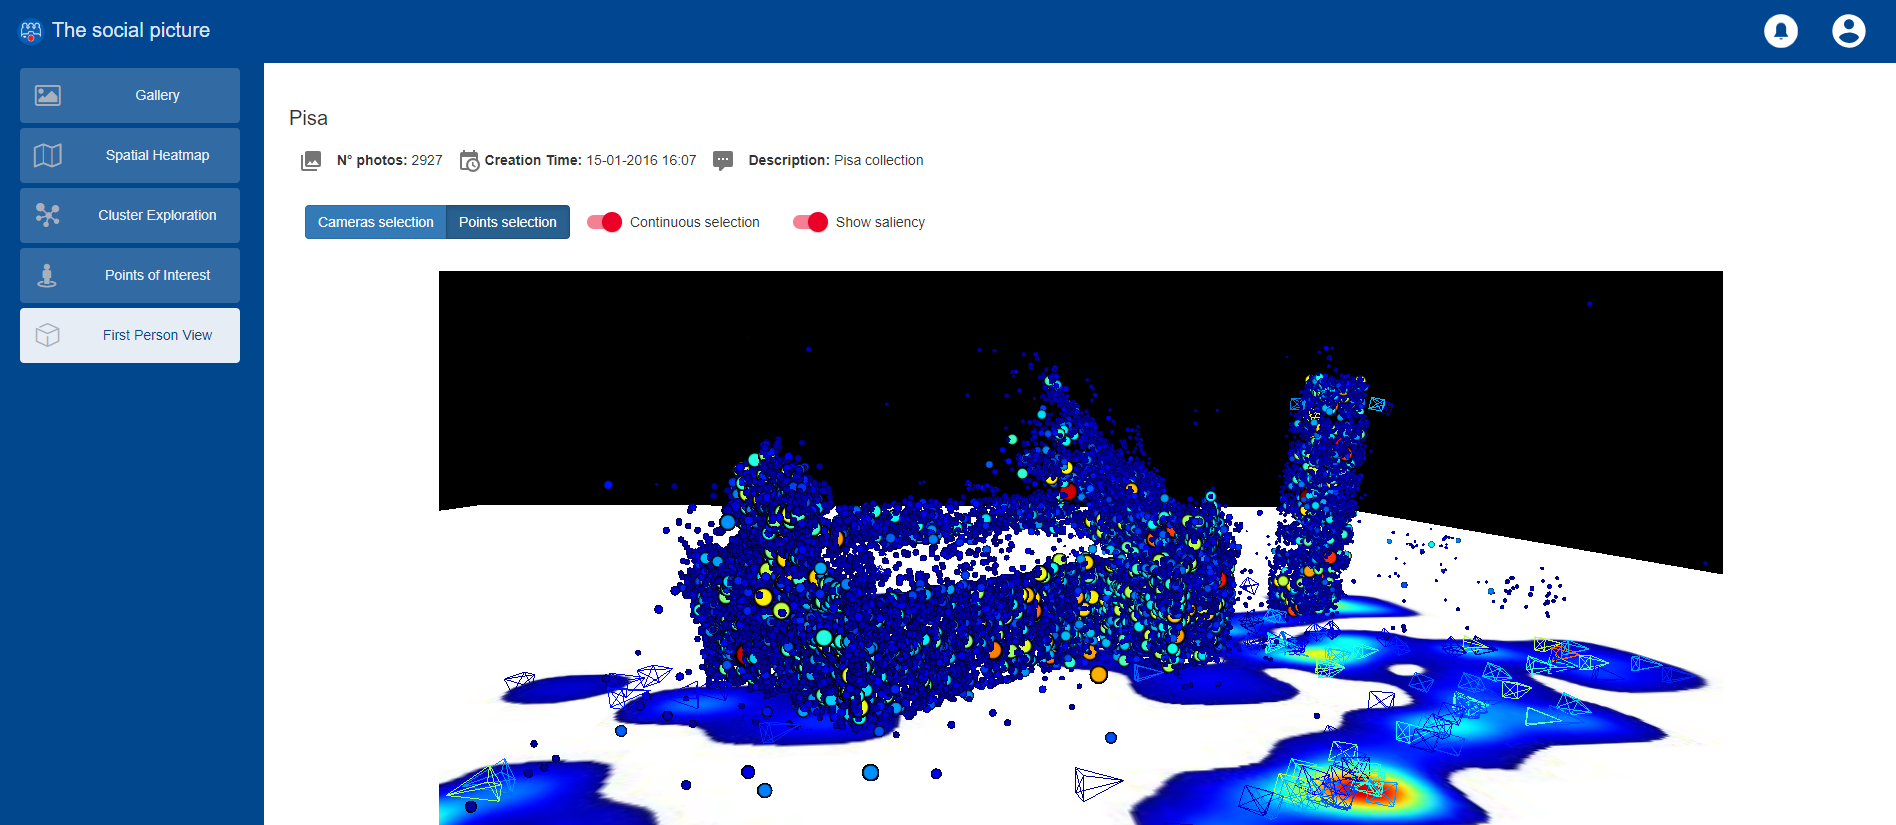 The social picture
Gallery
Spatial Heatmap
Cluster Exploration
Points of Interest
First Person View
Pisa
N° photos: 2927 Creation Time: 15-01-2016 16:07 Description: Pisa collection
Cameras selection Points selection Continuous selection Show saliency